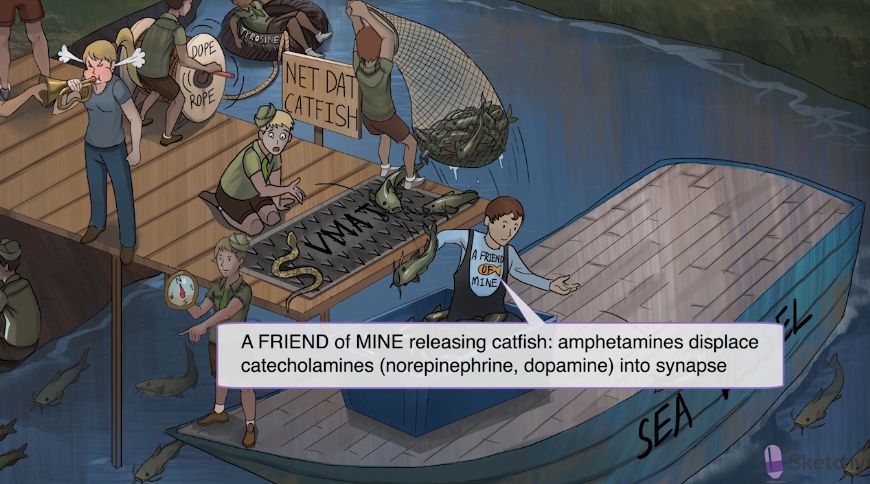 TYROSINE
DOPE
ROPE
NET DAT
CATFISH
VMAT
A FRIEND
OF
MINE
A FRIEND of MINE releasing catfish: amphetamines displace
catecholamines (norepinephrine, dopamine) into synapse
SEA
Sketchy